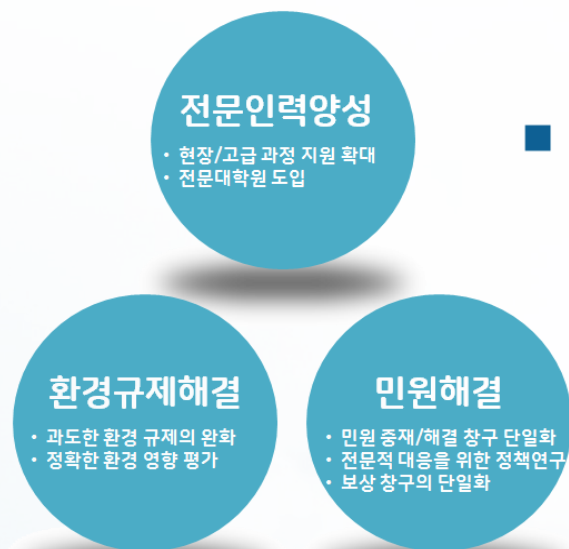 전문인력양성
• 현장/고급 과정 지원 확대
• 전문대학원 도입
환경규제해결
• 과도한 환경 규제의 완화
• 정확한 환경 영향 평가
민원해결
• 민원 중재/해결 창구 단일화
• 전문적 대응을 위한 정책연구
• 보상 창구의 단일화